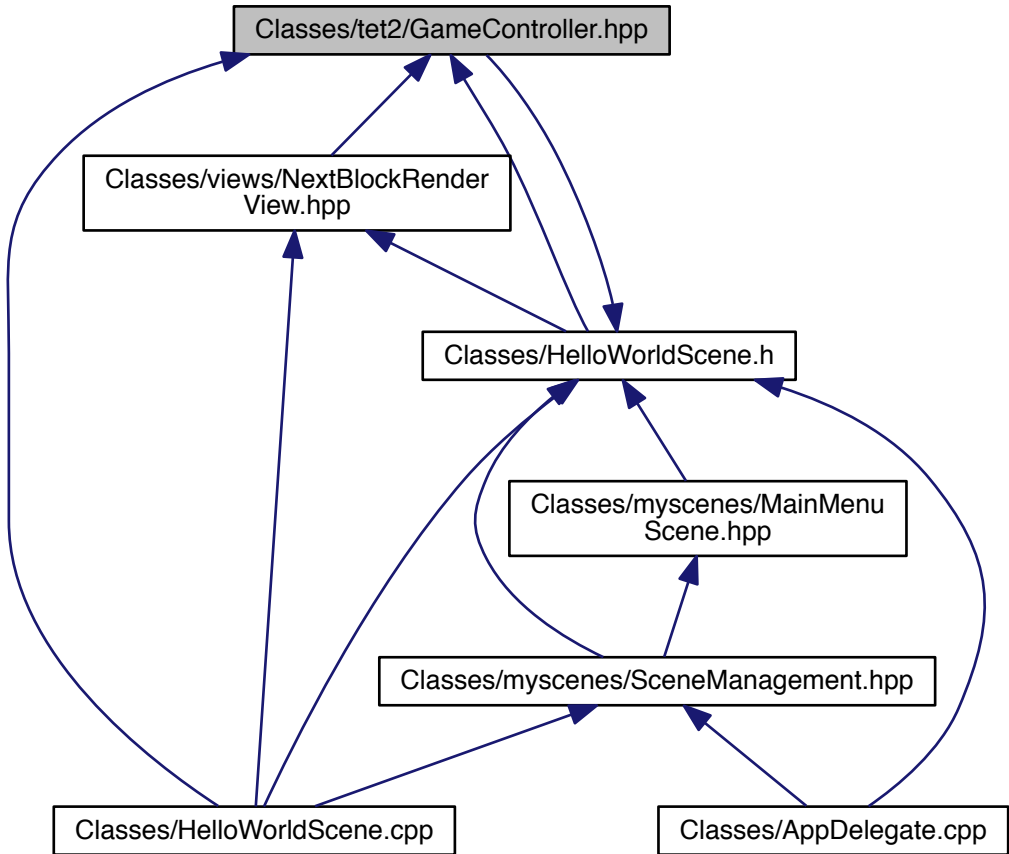 Classes/tet2/GameController.hpp
Classes/views/NextBlockRender
View.hpp
Classes/HelloWorldScene.h
Classes/myscenes/MainMenu
Scene.hpp
Classes/myscenes/SceneManagement.hpp
Classes/HelloWorldScene.cpp
Classes/AppDelegate.cpp